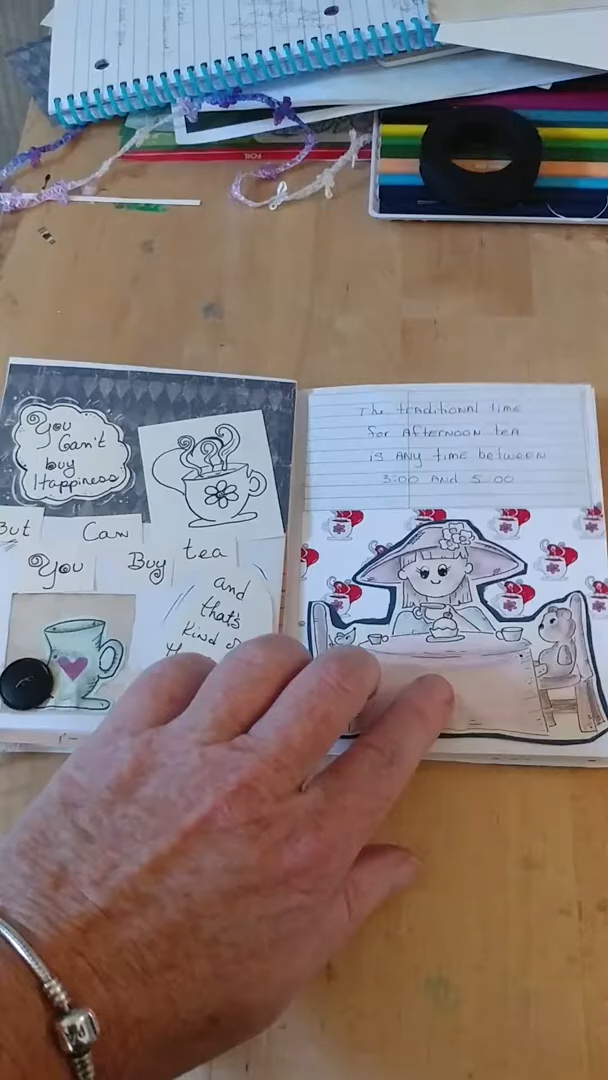 You
Can't
buy
Happiness
But Can
You Buy tea
and
that's
kind of
The traditional time
for AFTERNOON tea
is ANY time between
3:00 AND 5:00